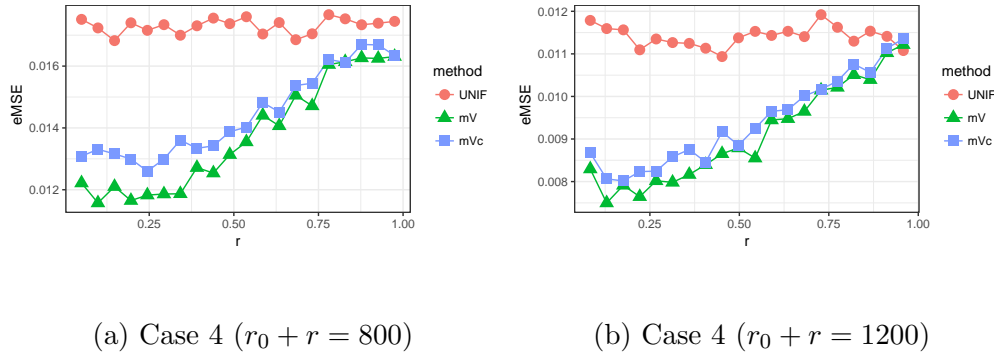 eMSE
0.016
0.014
0.012
0.25
0.50
0.75
1.00
r
method
UNIF
mV
mVc
eMSE
0.012
0.011
0.010
0.009
0.008
0.25
0.50
0.75
1.00
r
method
UNIF
mV
mVc
(a) Case 4 (r₀ + r = 800)
(b) Case 4 (r₀ + r = 1200)